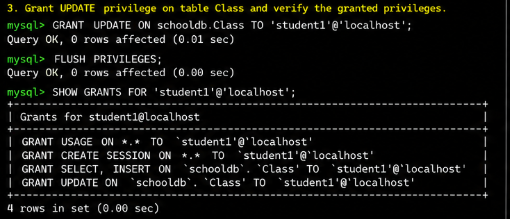 3. Grant UPDATE privilege on table Class and verify the granted privileges.
mysql> GRANT UPDATE ON schooldb.Class TO 'student1'@'localhost';
Query OK, 0 rows affected (0.01 sec)
mysql> FLUSH PRIVILEGES;
Query OK, 0 rows affected (0.00 sec)
mysql> SHOW GRANTS FOR 'student1'@'localhost';
+----------------------------------------------------------------+
| Grants for student1@localhost |
+----------------------------------------------------------------+
| GRANT USAGE ON *.* TO `student1'@`localhost' |
| GRANT CREATE SESSION ON *.* TO `student1'@`localhost' |
| GRANT SELECT, INSERT ON `schooldb`.`Class' TO `student1'@`localhost' |
| GRANT UPDATE ON `schooldb`.`Class' TO `student1'@`localhost' |
+----------------------------------------------------------------+
4 rows in set (0.00 sec)